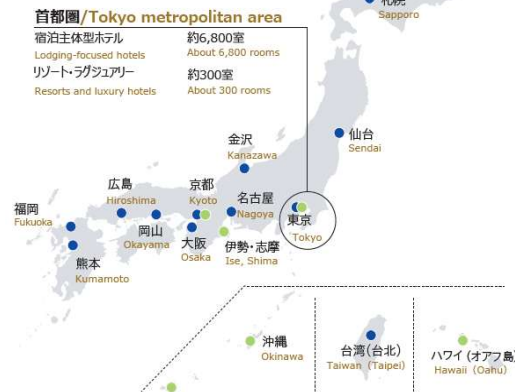 首都圏/Tokyo metropolitan area
宿泊主体型ホテル 約6,800室
Lodging-focused hotels About 6,800 rooms
リゾート・ラグジュアリー 約300室
Resorts and luxury hotels About 300 rooms
札幌
Sapporo
仙台
Sendai
金沢
Kanazawa
広島
Hiroshima
京都
Kyoto
名古屋
Nagoya
福岡
Fukuoka
岡山
Okayama
大阪
Osaka
伊勢・志摩
Ise, Shima
東京
Tokyo
熊本
Kumamoto
沖縄
Okinawa
台湾(台北)
Taiwan (Taipei)
ハワイ(オアフ島)
Hawaii (Oahu)